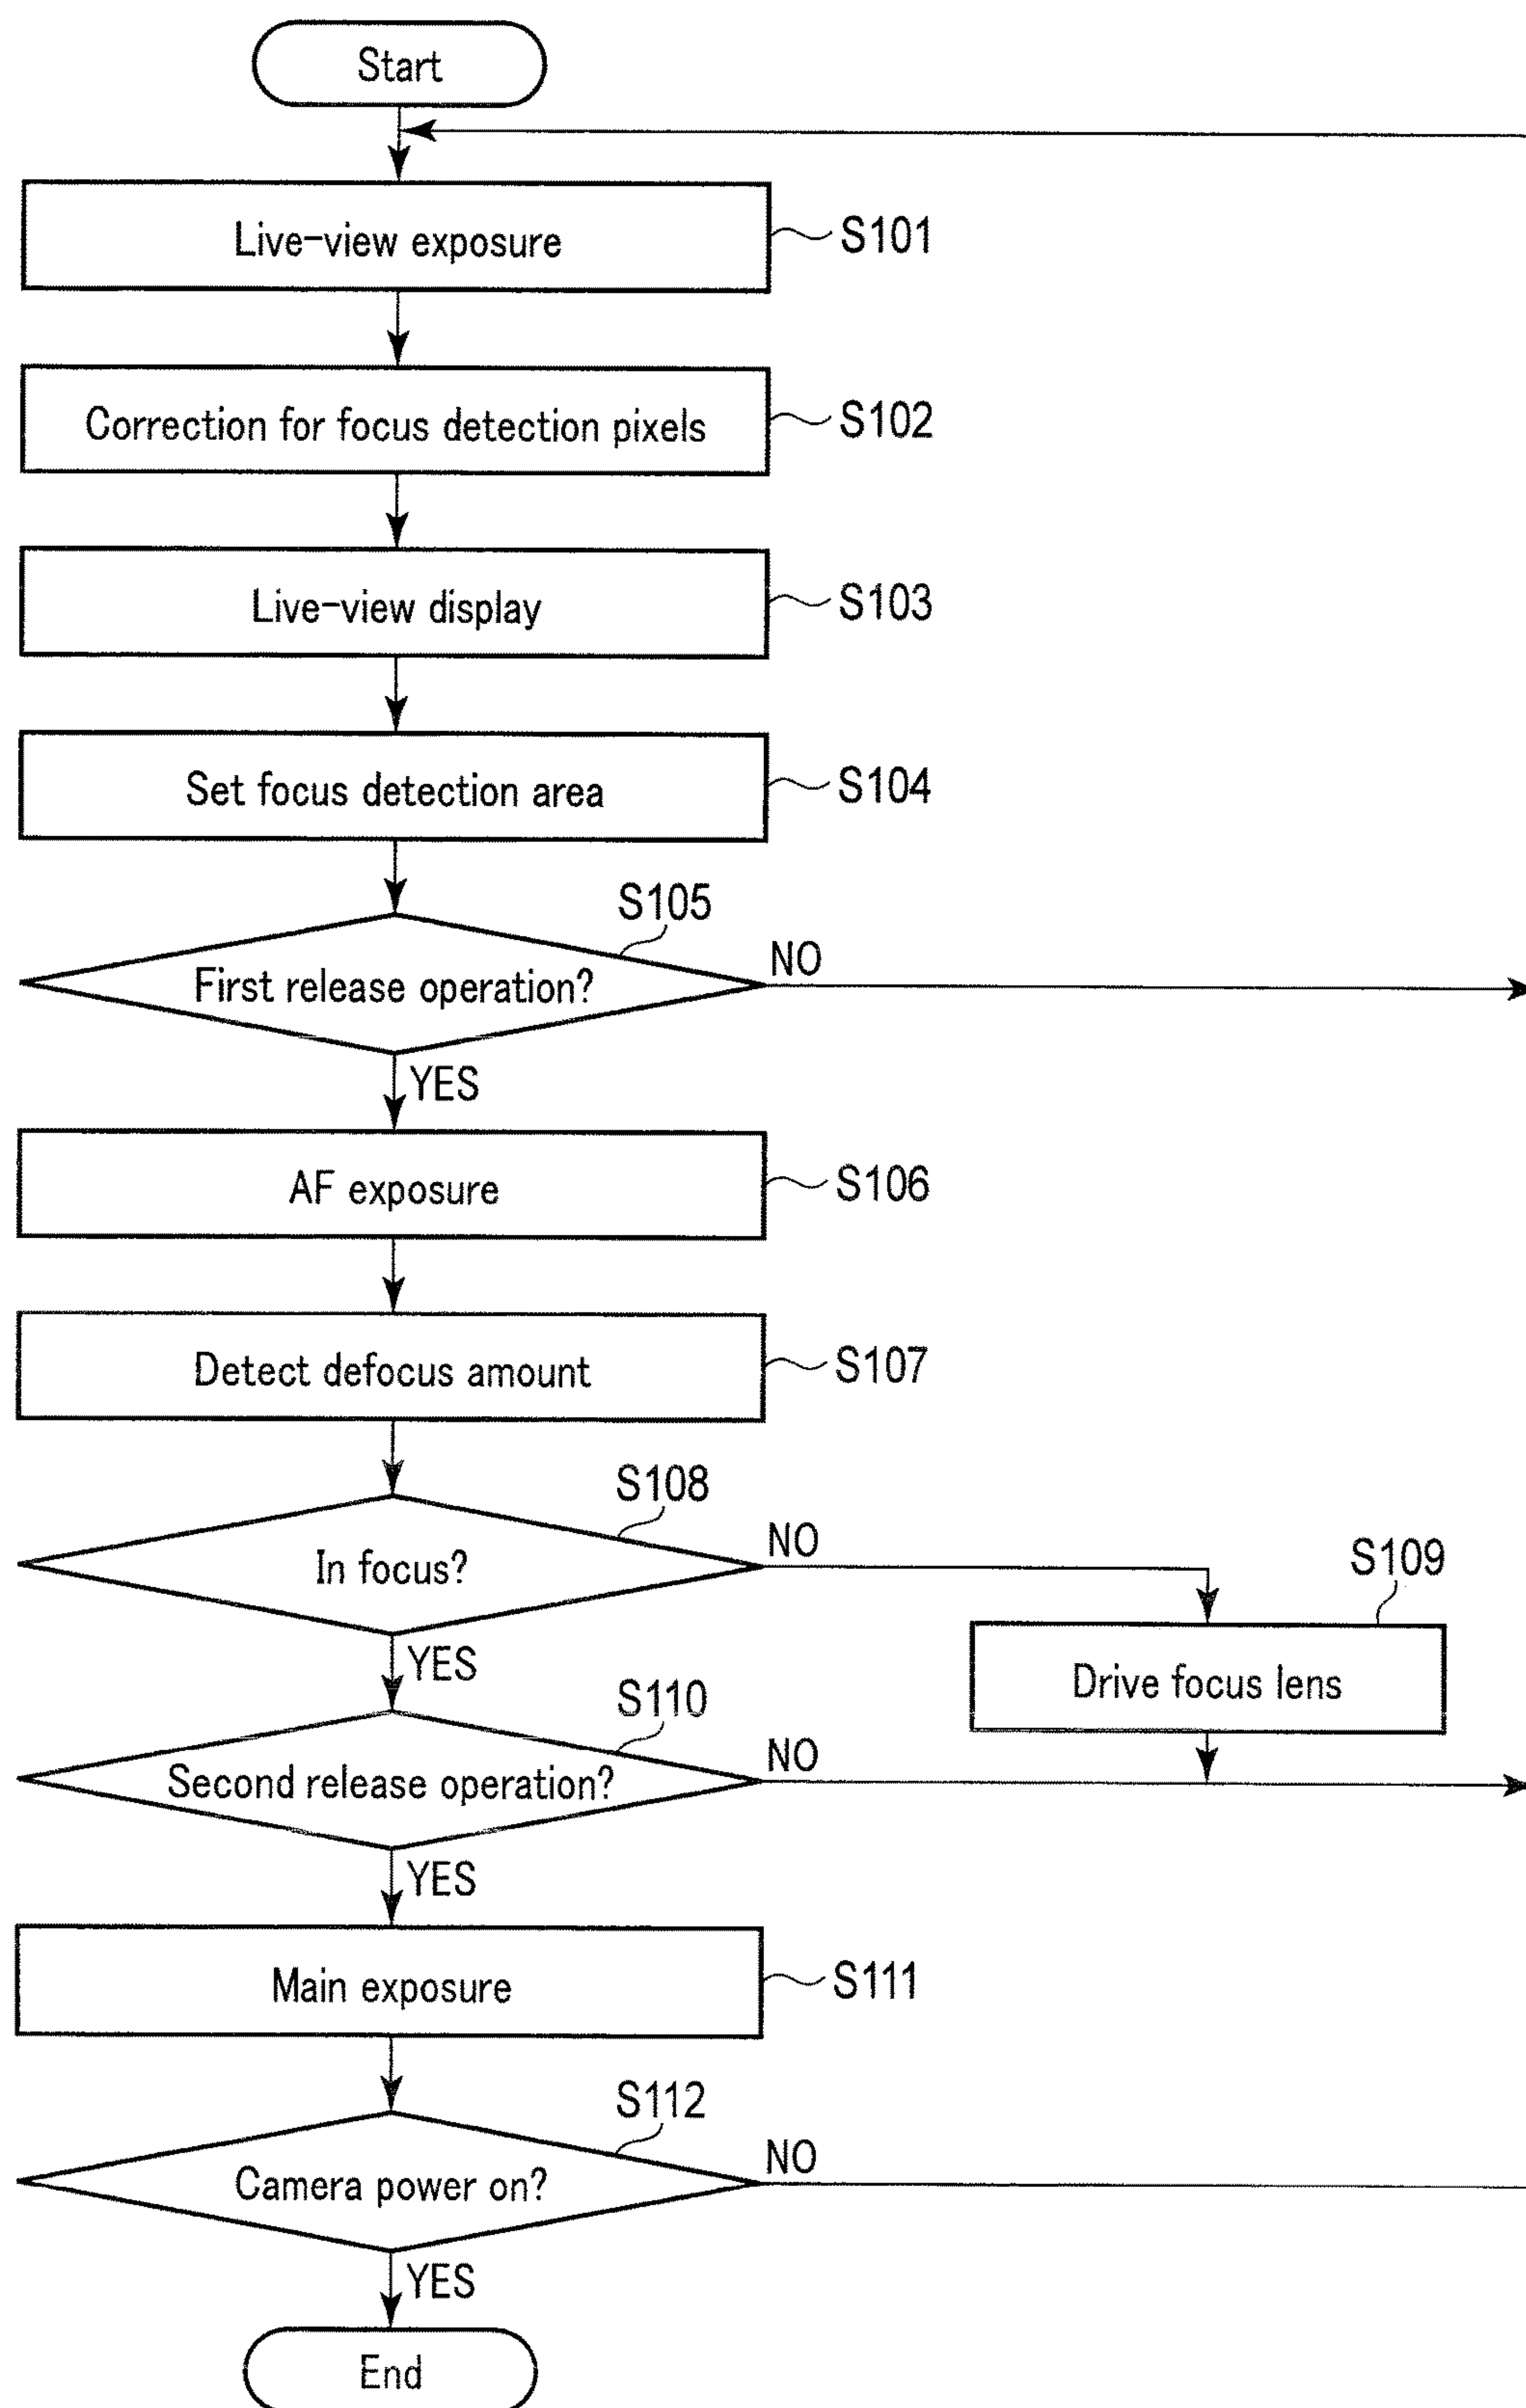 Start
Live-view exposure
S101
Correction for focus detection pixels
S102
Live-view display
S103
Set focus detection area
S104
S105
First release operation?
NO
YES
AF exposure
S106
Detect defocus amount
S107
S108
In focus?
NO
S109
Drive focus lens
YES
S110
Second release operation?
NO
YES
Main exposure
S111
S112
Camera power on?
NO
YES
End